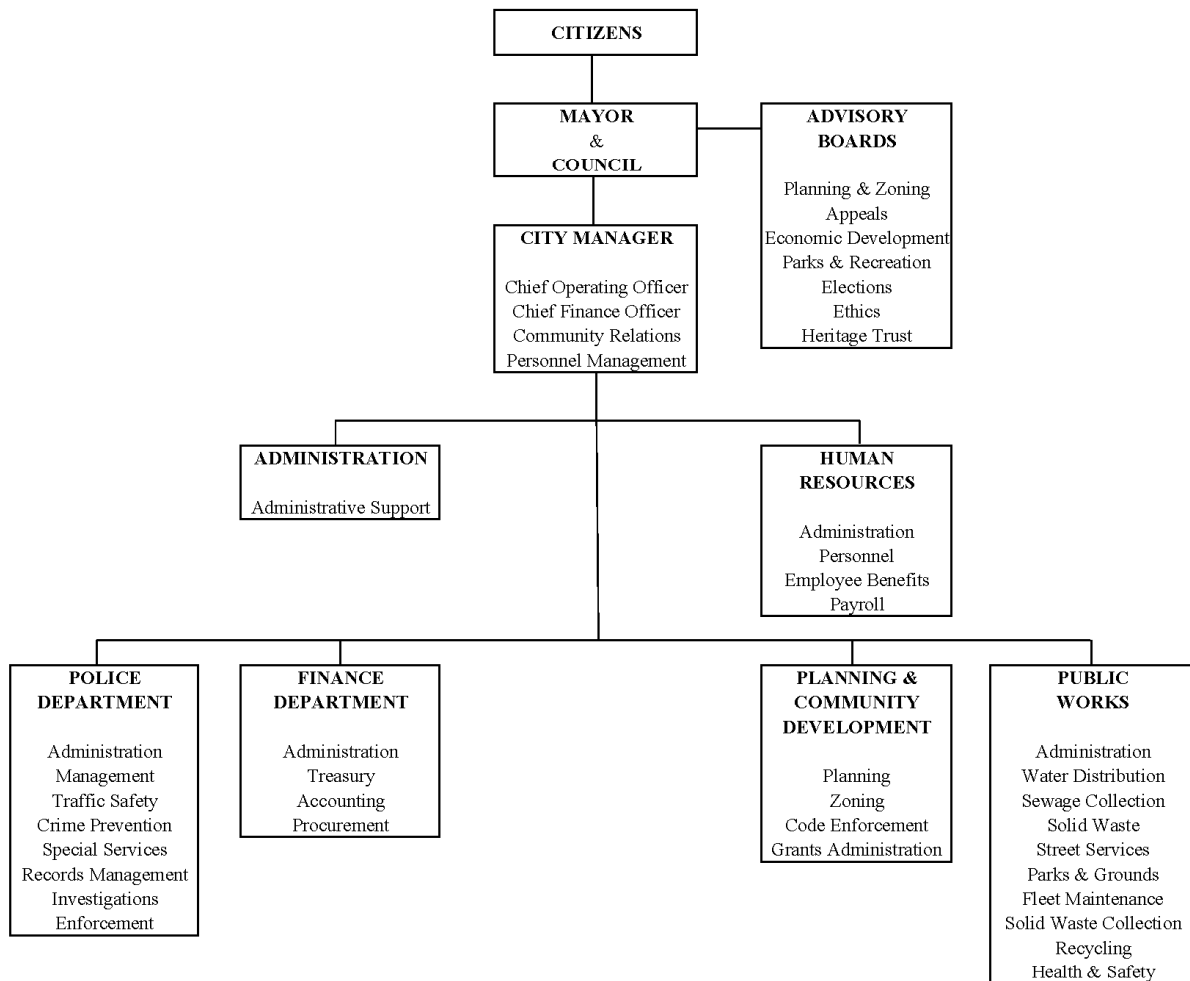 CITIZENS
MAYOR
&
COUNCIL
ADVISORY
BOARDS
Planning & Zoning
Appeals
Economic Development
Parks & Recreation
Elections
Ethics
Heritage Trust
CITY MANAGER
Chief Operating Officer
Chief Finance Officer
Community Relations
Personnel Management
ADMINISTRATION
Administrative Support
HUMAN
RESOURCES
Administration
Personnel
Employee Benefits
Payroll
POLICE
DEPARTMENT
Administration
Management
Traffic Safety
Crime Prevention
Special Services
Records Management
Investigations
Enforcement
FINANCE
DEPARTMENT
Administration
Treasury
Accounting
Procurement
PLANNING &
COMMUNITY
DEVELOPMENT
Planning
Zoning
Code Enforcement
Grants Administration
PUBLIC
WORKS
Administration
Water Distribution
Sewage Collection
Solid Waste
Street Services
Parks & Grounds
Fleet Maintenance
Solid Waste Collection
Recycling
Health & Safety